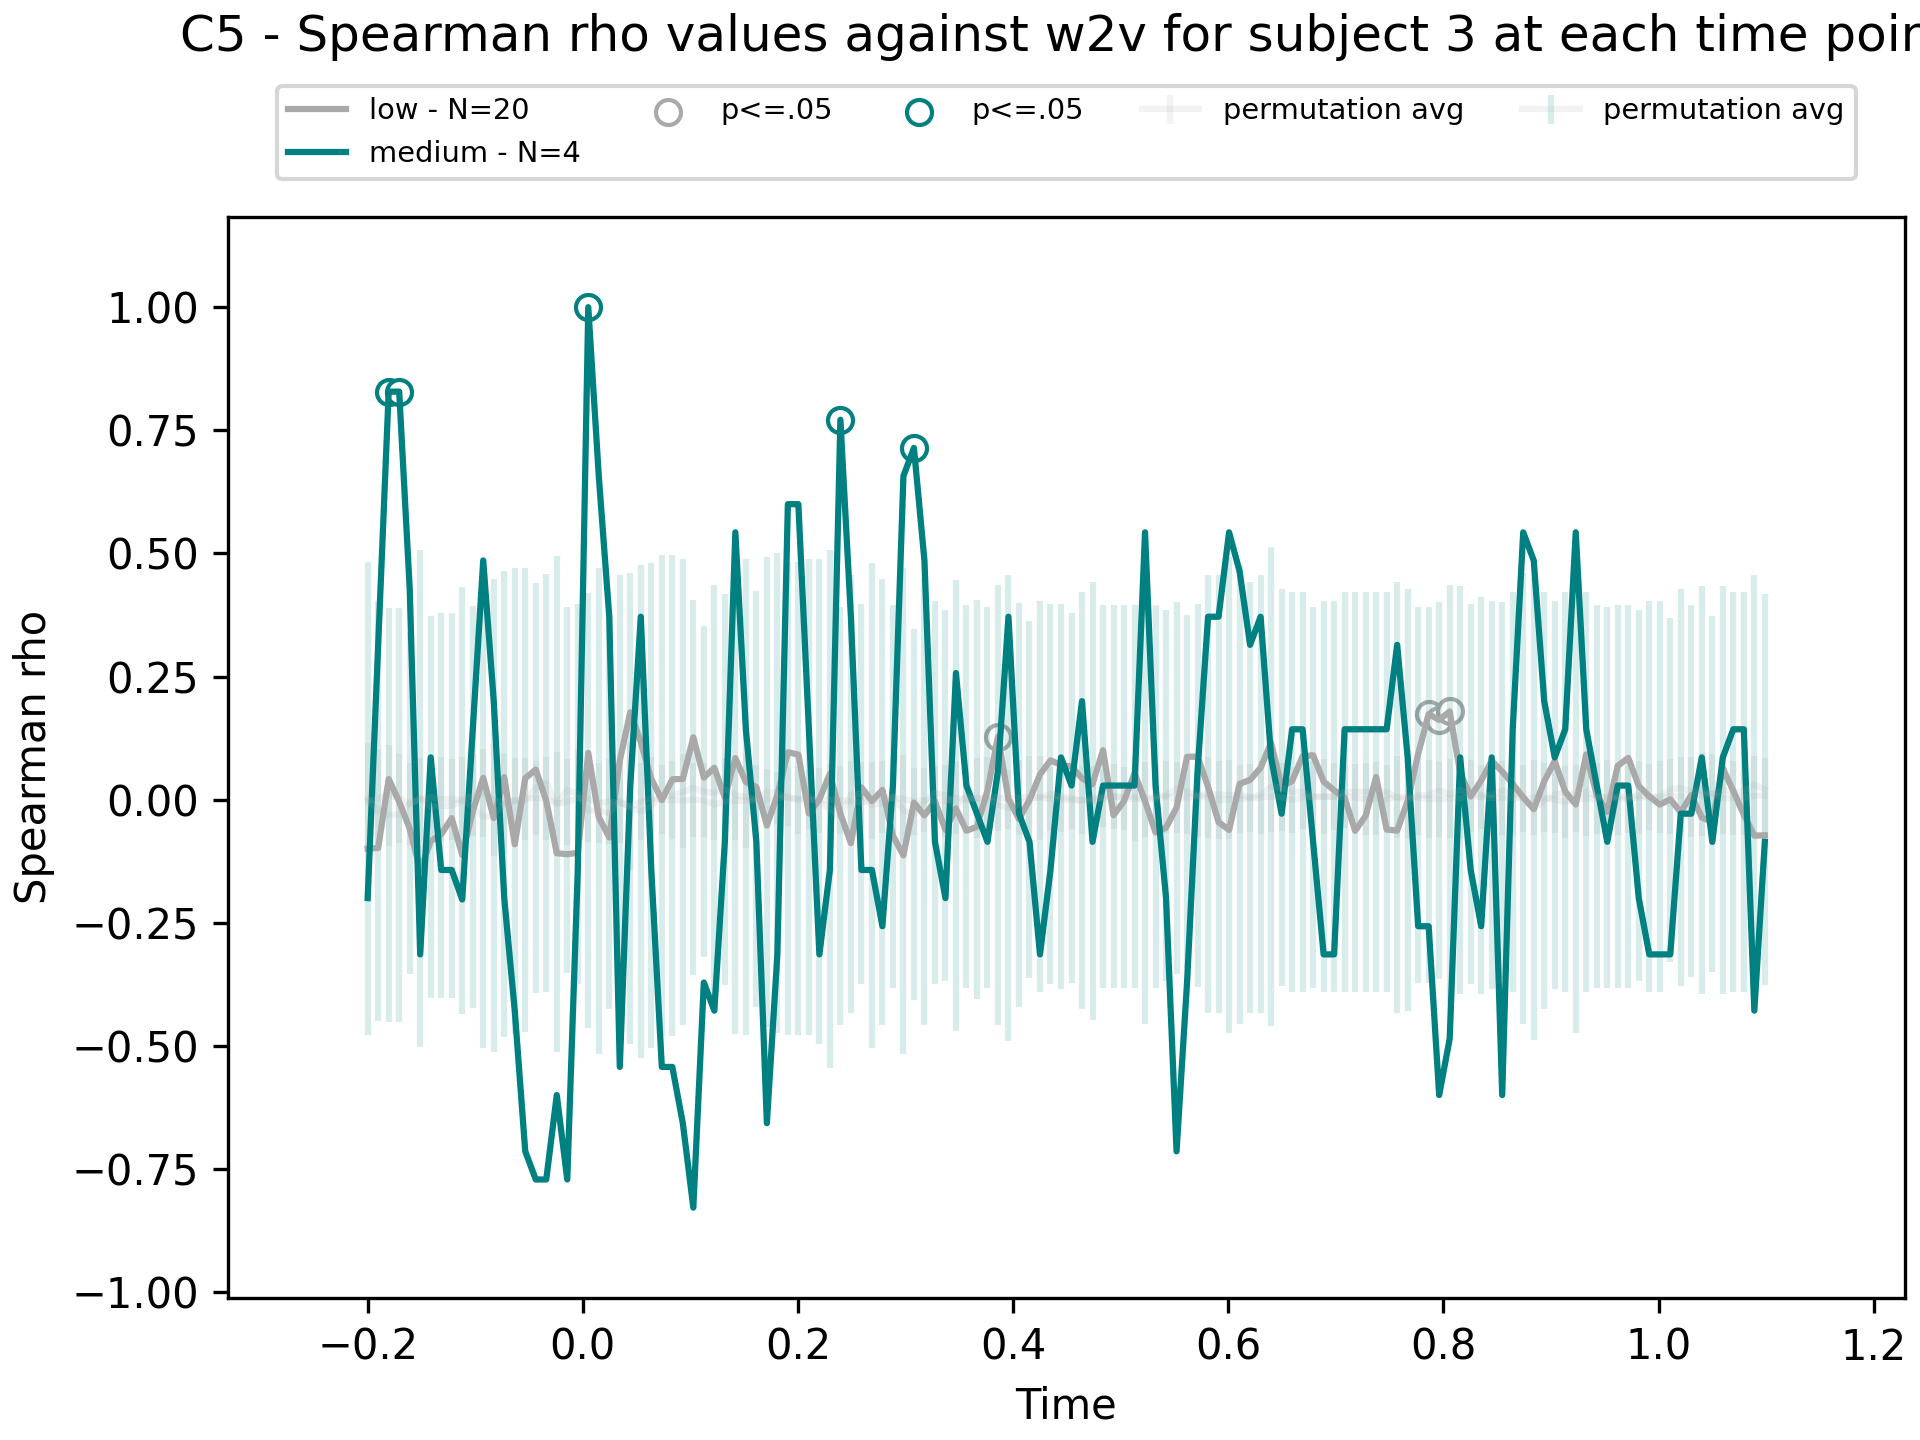 C5 - Spearman rho values against w2v for subject 3 at each time poin
low - N=20
medium - N=4
p<=.05
p<=.05
permutation avg
permutation avg
Spearman rho
1.00
0.75
0.50
0.25
0.00
−0.25
−0.50
−0.75
−1.00
−0.2
0.0
0.2
0.4
0.6
0.8
1.0
1.2
Time